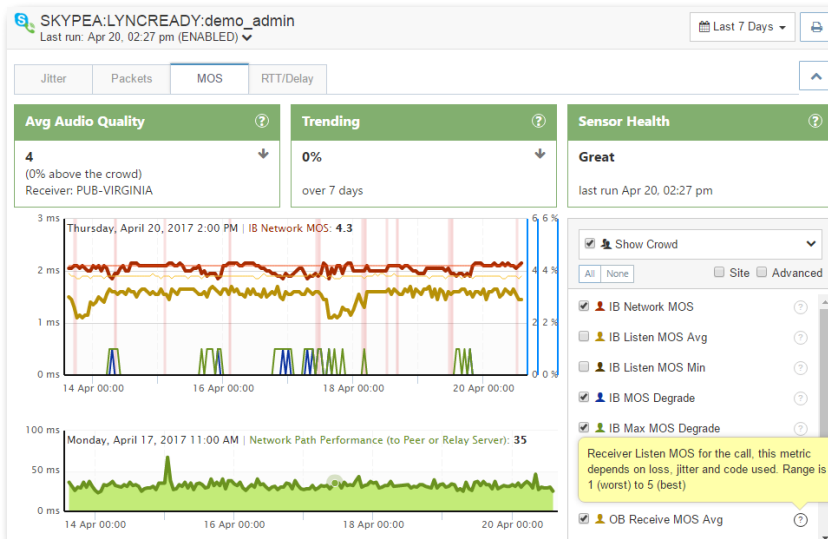 SKYPEA:LYNCREADY:demo_admin
Last run: Apr 20, 02:27 pm (ENABLED)
Last 7 Days
Jitter
Packets
MOS
RTT/Delay
Avg Audio Quality ?
4
(0% above the crowd)
Receiver: PUB-VIRGINIA
Trending ?
0%
over 7 days
Sensor Health ?
Great
last run Apr 20, 02:27 pm
Thursday, April 20, 2017 2:00 PM | IB Network MOS: 4.3
3 ms
2 ms
1 ms
0 ms
6 6 %
4 4 %
2 2 %
0 0 %
14 Apr 00:00
16 Apr 00:00
18 Apr 00:00
20 Apr 00:00
Monday, April 17, 2017 11:00 AM | Network Path Performance (to Peer or Relay Server): 35
100 ms
50 ms
0 ms
14 Apr 00:00
16 Apr 00:00
18 Apr 00:00
20 Apr 00:00
Show Crowd
All None Site Advanced
IB Network MOS ?
IB Listen MOS Avg ?
IB Listen MOS Min ?
IB MOS Degrade ?
IB Max MOS Degrade ?
Receiver Listen MOS for the call, this metric
depends on loss, jitter and code used. Range is
1 (worst) to 5 (best)
OB Receive MOS Avg ?